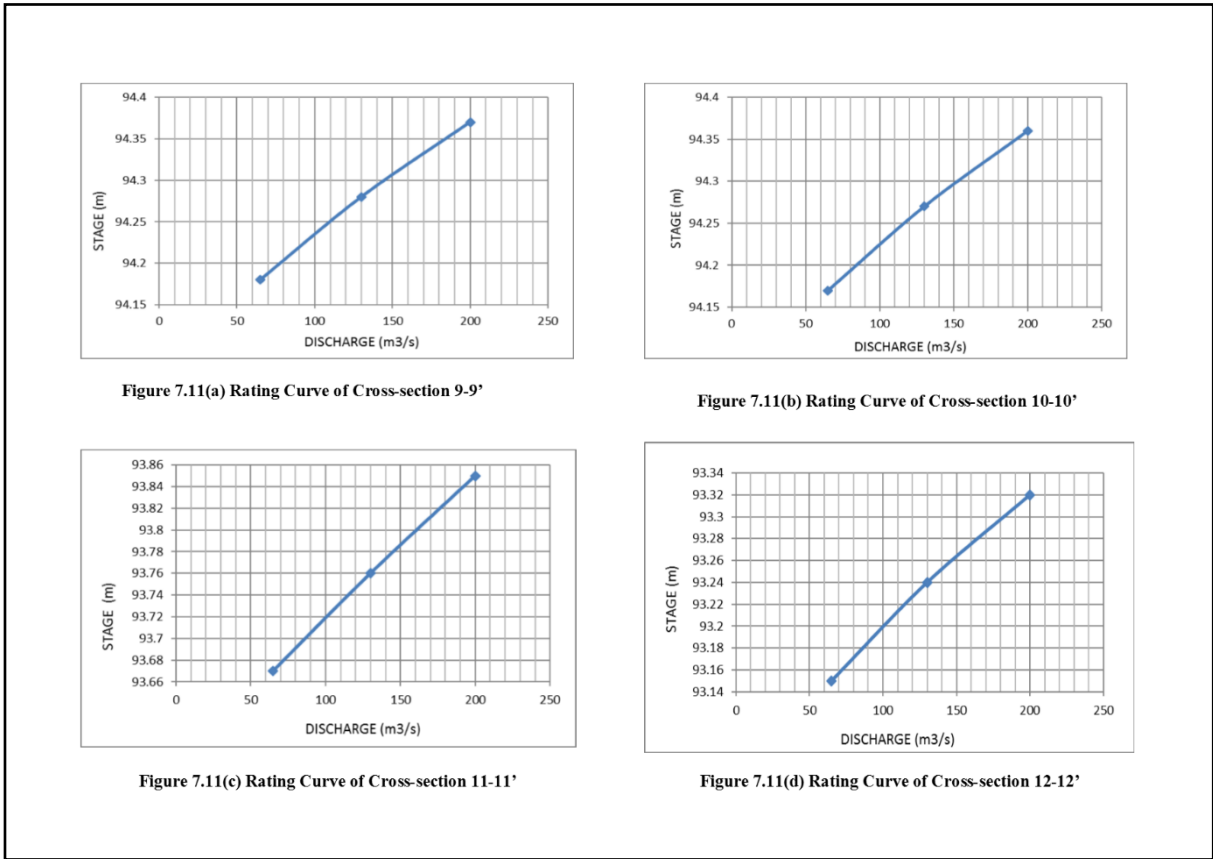 94.4
94.35
94.3
94.25
94.2
94.15
STAGE (m)
0 50 100 150 200 250
DISCHARGE (m3/s)
Figure 7.11(a) Rating Curve of Cross-section 9-9’
94.4
94.35
94.3
94.25
94.2
94.15
STAGE (m)
0 50 100 150 200 250
DISCHARGE (m3/s)
Figure 7.11(b) Rating Curve of Cross-section 10-10’
93.86
93.84
93.82
93.8
93.78
93.76
93.74
93.72
93.7
93.68
93.66
STAGE (m)
0 50 100 150 200 250
DISCHARGE (m3/s)
Figure 7.11(c) Rating Curve of Cross-section 11-11’
93.34
93.32
93.3
93.28
93.26
93.24
93.22
93.2
93.18
93.16
93.14
STAGE (m)
0 50 100 150 200 250
DISCHARGE (m3/s)
Figure 7.11(d) Rating Curve of Cross-section 12-12’